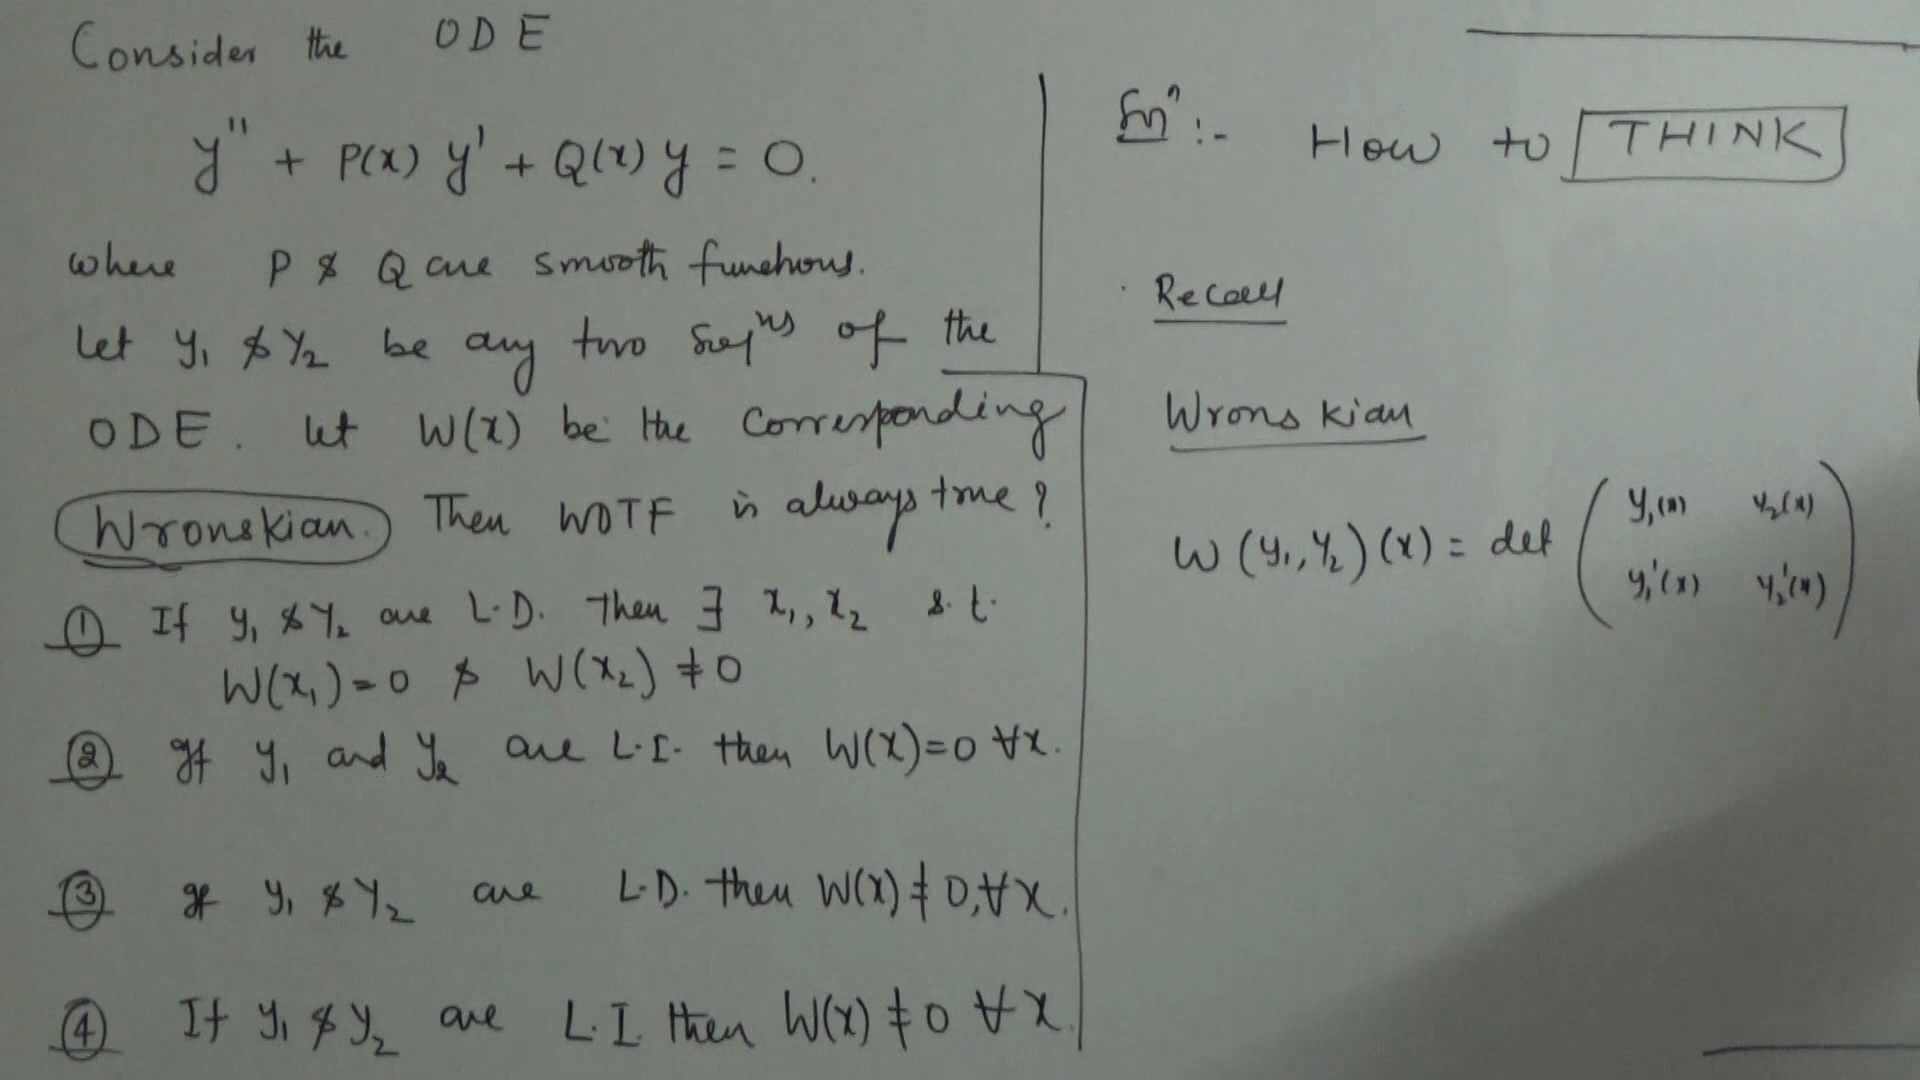 Consider the ODE
y'' + P(x) y' + Q(x) y = 0.
where P & Q are smooth functions.
Let y₁ & y₂ be any two Solⁿˢ of the
ODE. Let W(x) be the corresponding
Wronskian. Then WOTF is always true?
① If y₁ & y₂ are L.D. Then ∃ x₁, x₂ s.t.
W(x₁)=0 & W(x₂) ≠ 0
② If y₁ and y₂ are L.I. then W(x)=0 ∀x.
③ If y₁ & y₂ are L.D. then W(x) ≠ 0, ∀x.
④ If y₁ & y₂ are L.I. then W(x) ≠ 0 ∀x.
Solⁿ :- How to THINK
Recall
Wronskian
W(y₁, y₂)(x) = det ( y₁(x) y₂(x)
y₁'(x) y₂'(x) )